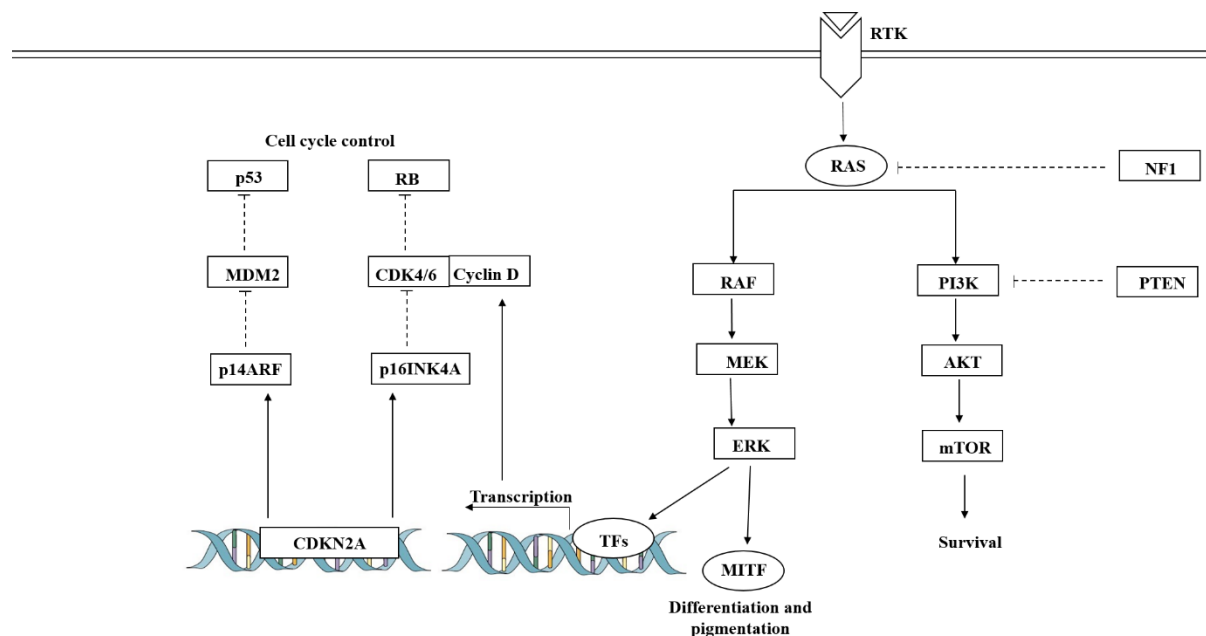 RTK
Cell cycle control
p53
RB
RAS
NF1
MDM2
CDK4/6
Cyclin D
RAF
PI3K
PTEN
p14ARF
p16INK4A
MEK
AKT
ERK
mTOR
Transcription
CDKN2A
TFs
Survival
MITF
Differentiation and
pigmentation